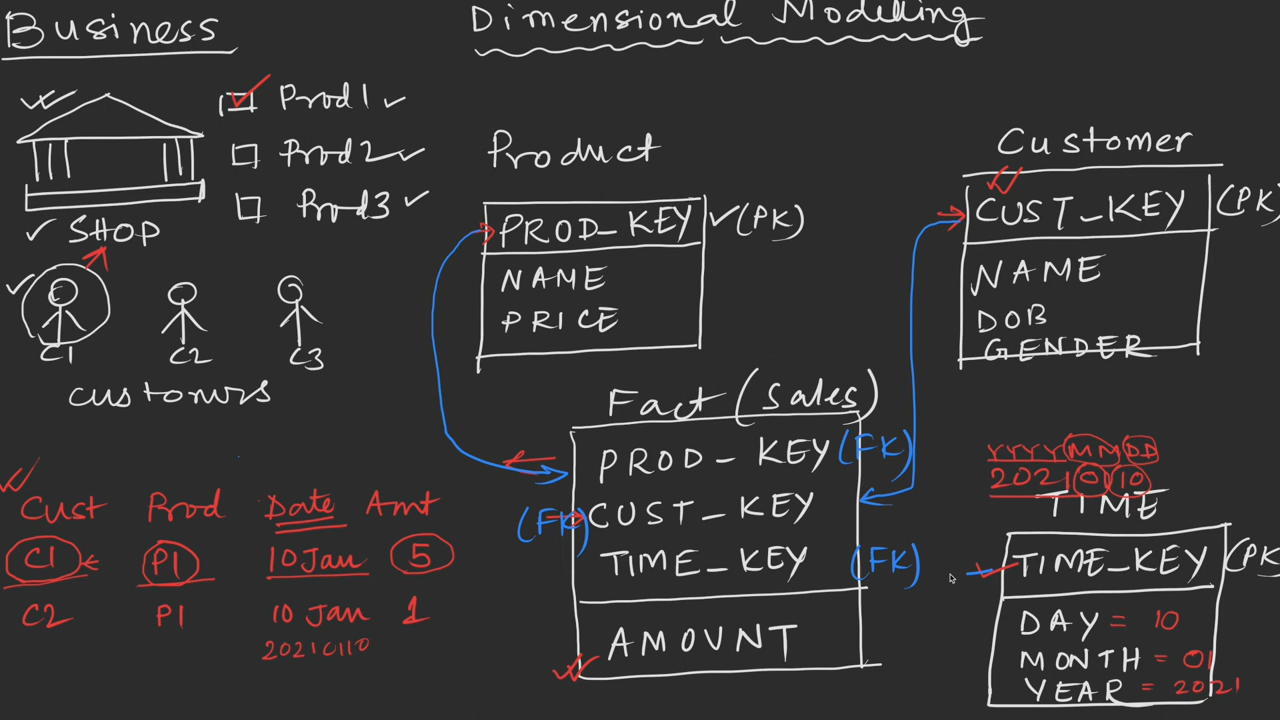 Business
Dimensional Modelling
Prod1
Prod2
Prod3
SHOP
C1
C2
C3
customers
Product
PROD_KEY (PK)
NAME
PRICE
Customer
CUST_KEY (PK)
NAME
DOB
GENDER
Fact (Sales)
PROD_KEY (FK)
(FK) CUST_KEY
TIME_KEY (FK)
AMOUNT
YYYYMMDD
20210110
TIME
TIME_KEY (PK
DAY = 10
MONTH = 01
YEAR = 2021
Cust Prod Date Amt
C1 P1 10 Jan 5
C2 P1 10 Jan 1
20210110